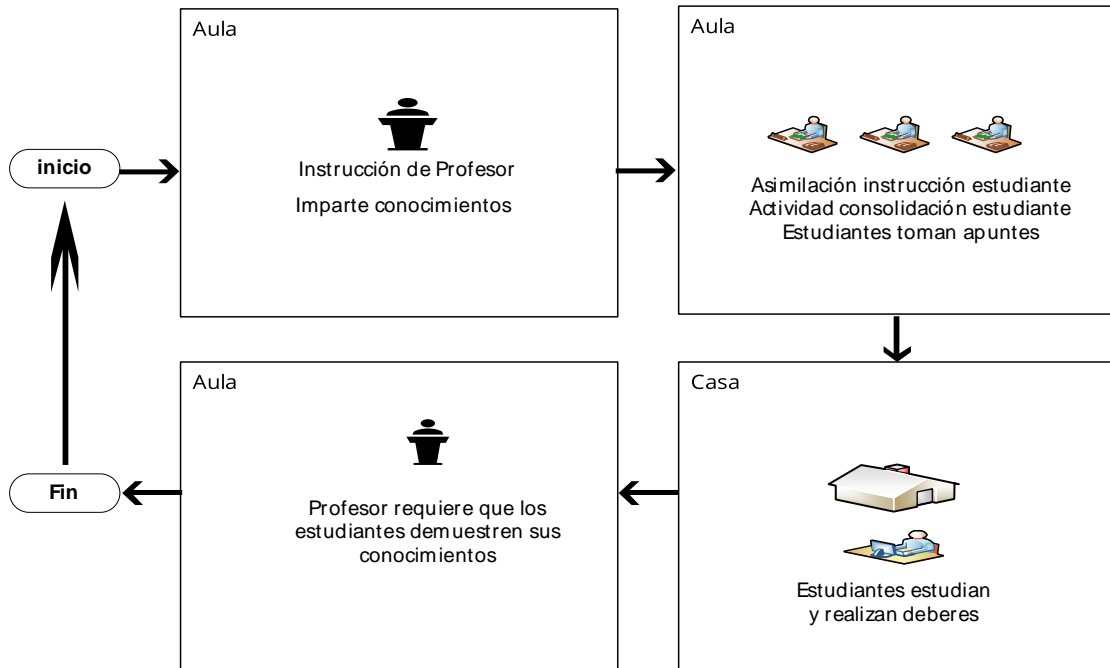 Aula
Instrucción de Profesor
Imparte conocimientos
Aula
Asimilación instrucción estudiante
Actividad consolidación estudiante
Estudiantes toman apuntes
inicio
Casa
Estudiantes estudian
y realizan deberes
Aula
Profesor requiere que los
estudiantes demuestren sus
conocimientos
Fin